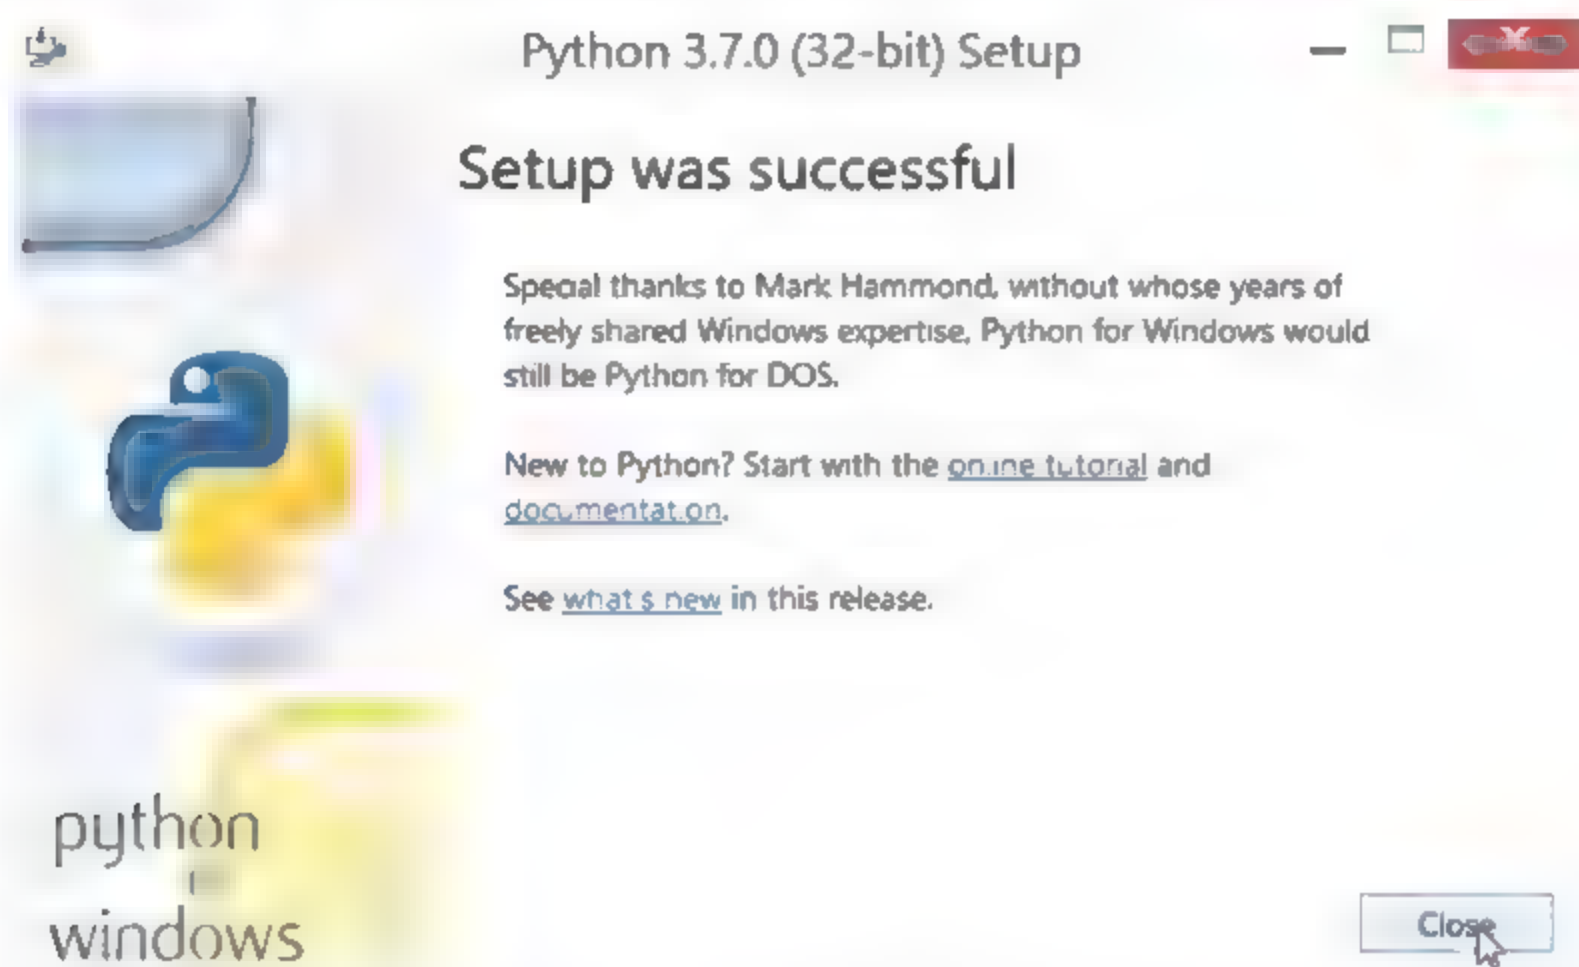 Python 3.7.0 (32-bit) Setup
Setup was successful
Special thanks to Mark Hammond, without whose years of
freely shared Windows expertise, Python for Windows would
still be Python for DOS.
New to Python? Start with the online tutorial and
documentation.
See what's new in this release.
python
windows
Close